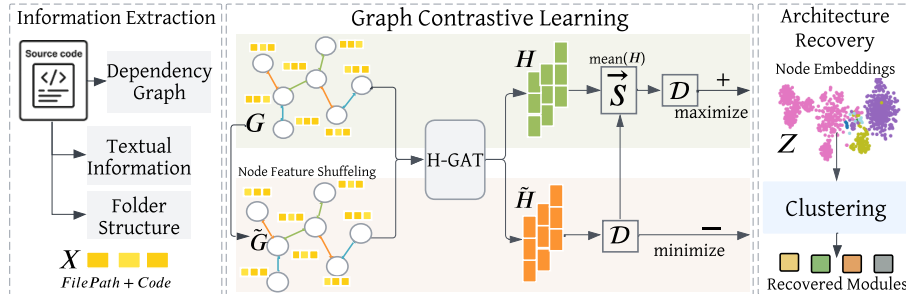 Information Extraction
Source code
</>
Dependency
Graph
Textual
Information
Folder
Structure
X
FilePath + Code
Graph Contrastive Learning
G
Node Feature Shuffeling
G̃
H-GAT
H
H̃
mean(H)
S⃗
D
+
maximize
D
−
minimize
Architecture
Recovery
Node Embeddings
Z
Clustering
Recovered Modules